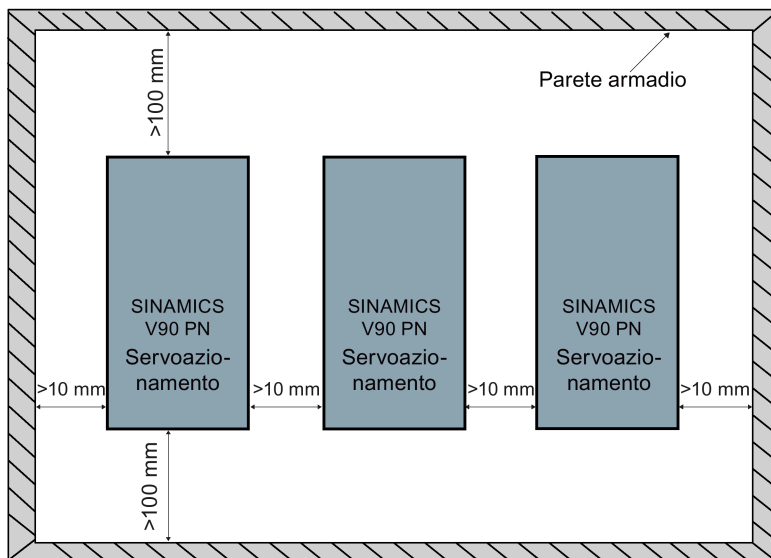 >100 mm
Parete armadio
SINAMICS
V90 PN
Servoazio-
namento
SINAMICS
V90 PN
Servoazio-
namento
SINAMICS
V90 PN
Servoazio-
namento
>10 mm
>10 mm
>10 mm
>10 mm
>100 mm